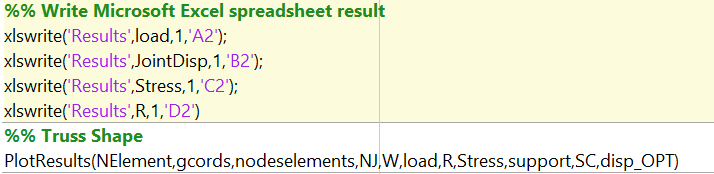 %% Write Microsoft Excel spreadsheet result
xlswrite('Results',load,1,'A2');
xlswrite('Results',JointDisp,1,'B2');
xlswrite('Results',Stress,1,'C2');
xlswrite('Results',R,1,'D2')
%% Truss Shape
PlotResults(NElement,gcords,nodeselements,NJ,W,load,R,Stress,support,SC,disp_OPT)